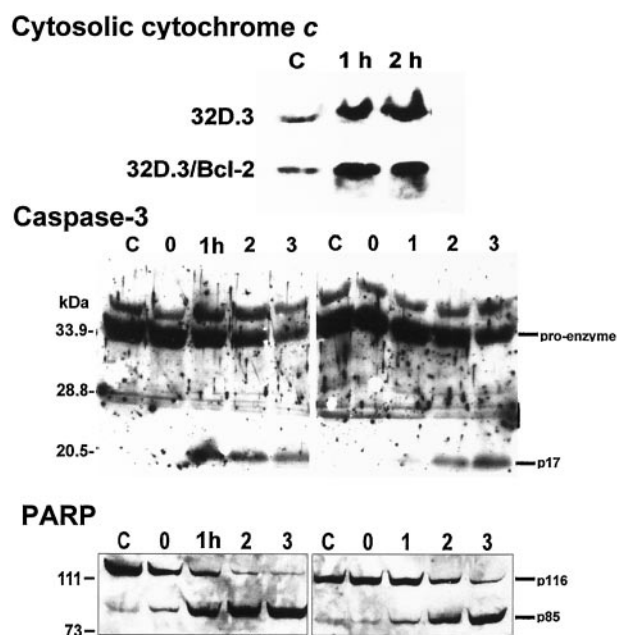 Cytosolic cytochrome c
C 1 h 2 h
32D.3
32D.3/Bcl-2
Caspase-3
C 0 1h 2 3 C 0 1 2 3
kDa
33.9- pro-enzyme
28.8-
20.5- p17
PARP
C 0 1h 2 3 C 0 1 2 3
111 – p116
p85
73–